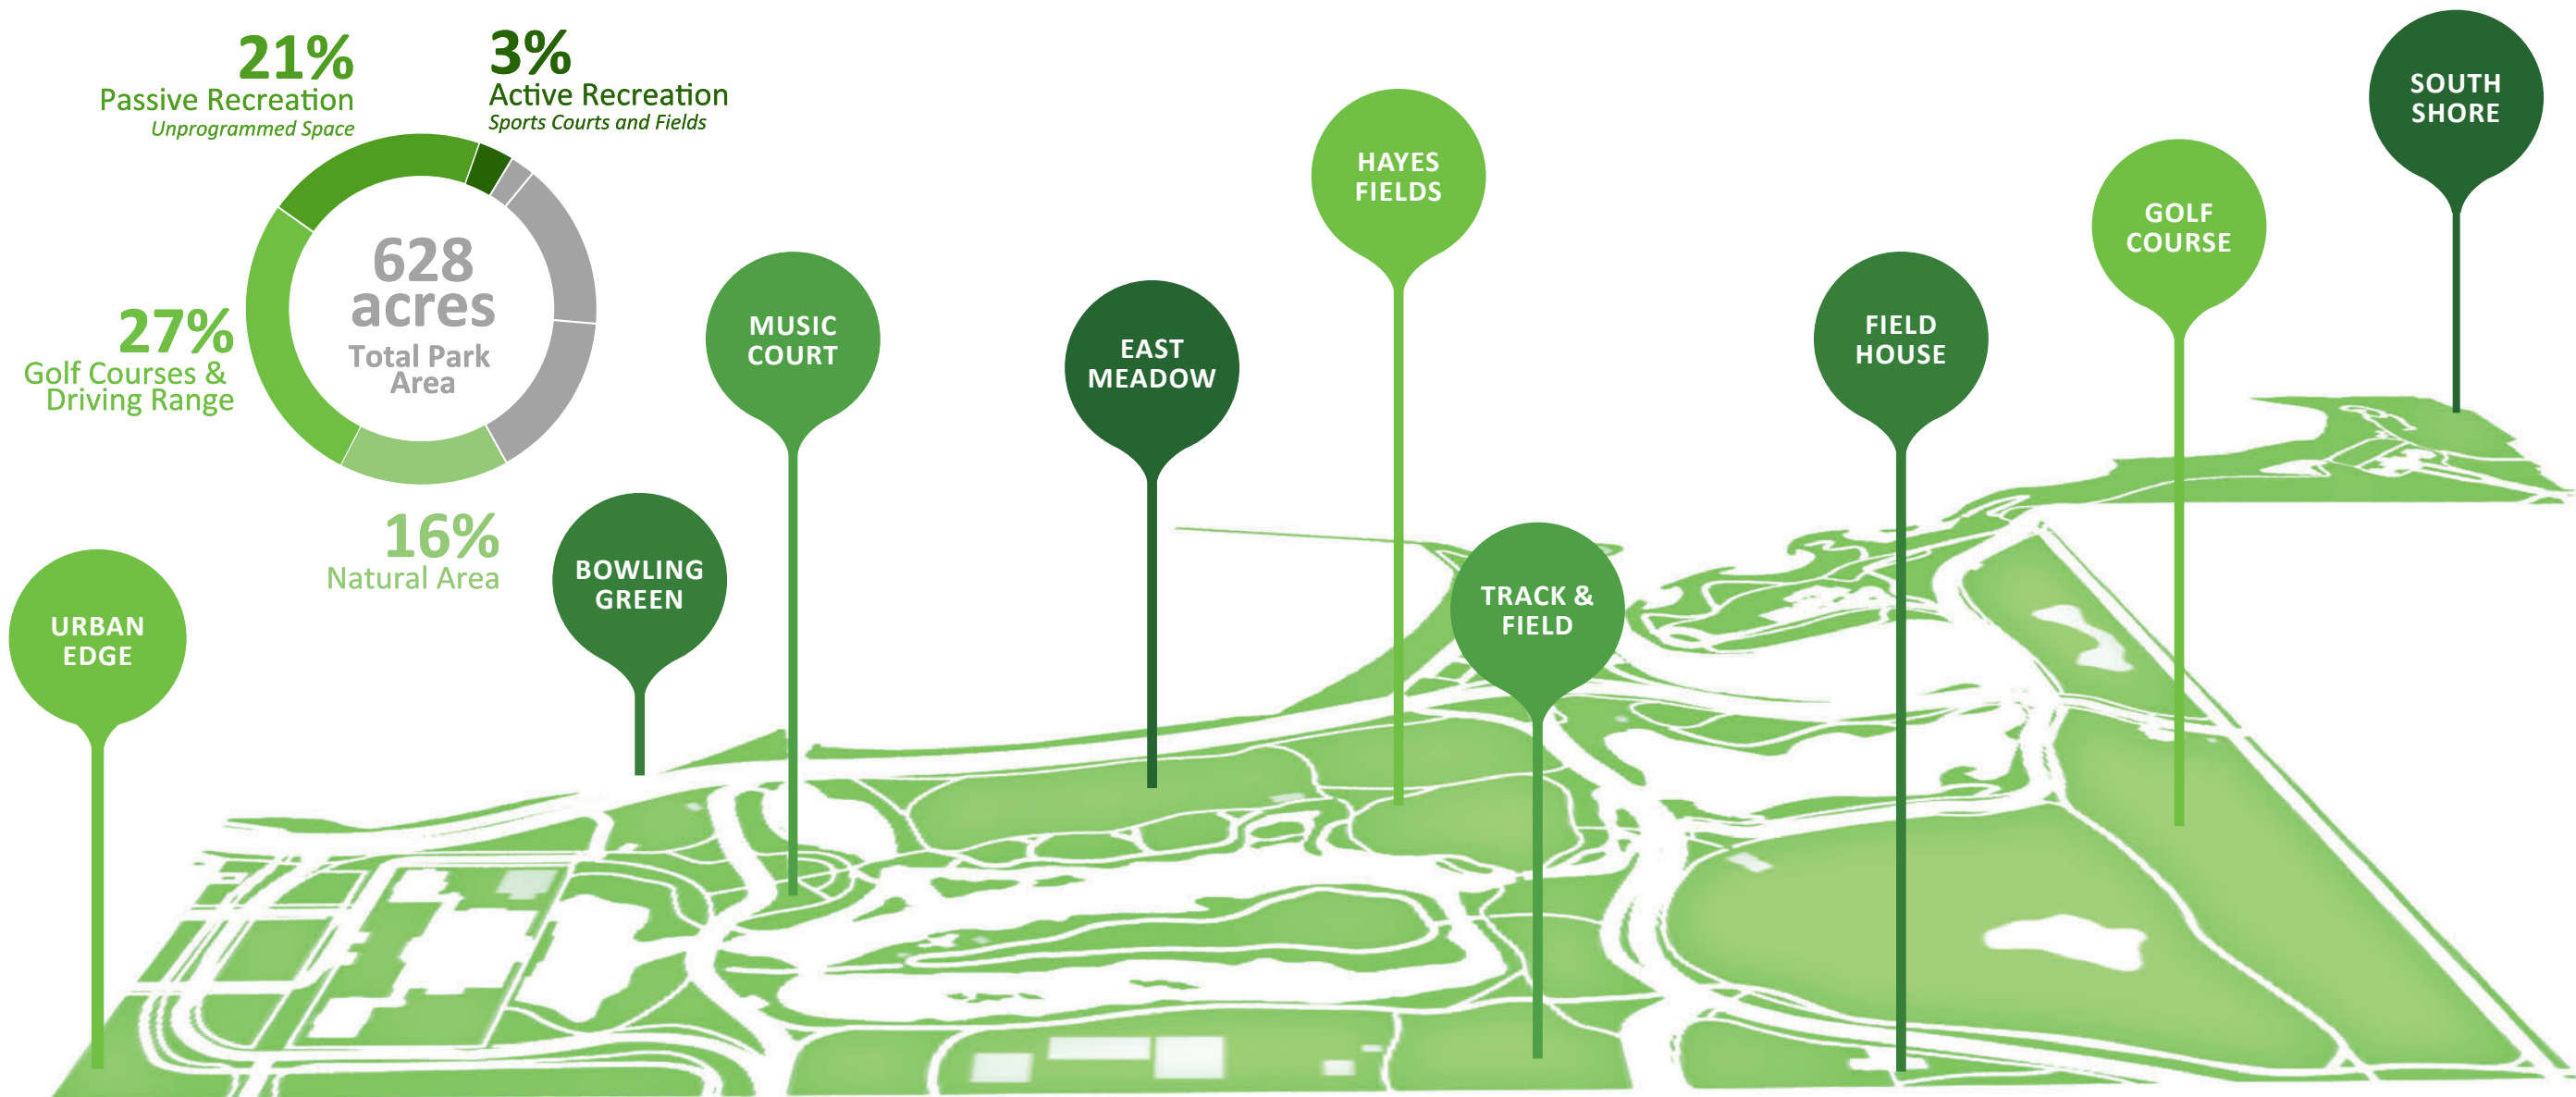 21%
Passive Recreation
Unprogrammed Space
3%
Active Recreation
Sports Courts and Fields
628
acres
Total Park
Area
27%
Golf Courses &
Driving Range
16%
Natural Area
URBAN
EDGE
BOWLING
GREEN
MUSIC
COURT
EAST
MEADOW
HAYES
FIELDS
TRACK &
FIELD
FIELD
HOUSE
GOLF
COURSE
SOUTH
SHORE